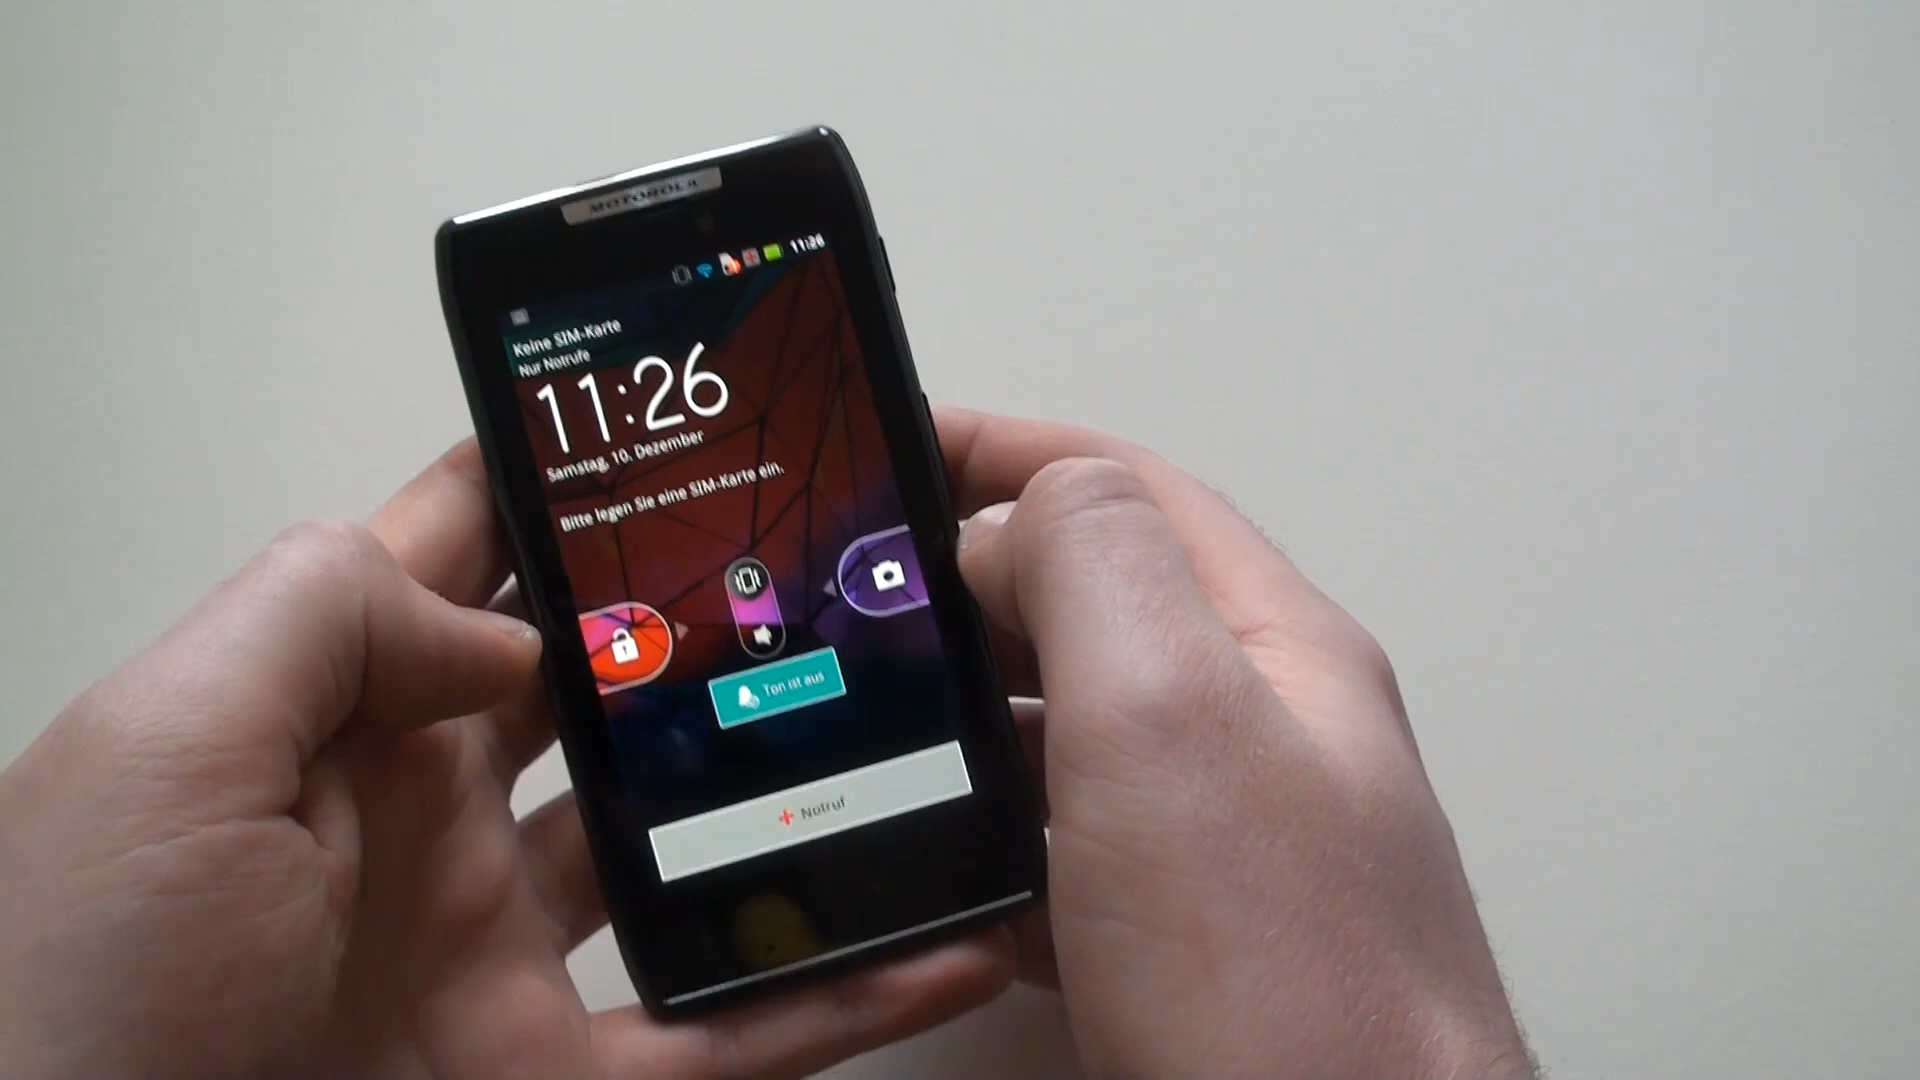 MOTOROLA
11:26
Keine SIM-Karte
Nur Notrufe
11:26
Samstag, 10. Dezember
Bitte legen Sie eine SIM-Karte ein.
Ton ist aus
Notruf